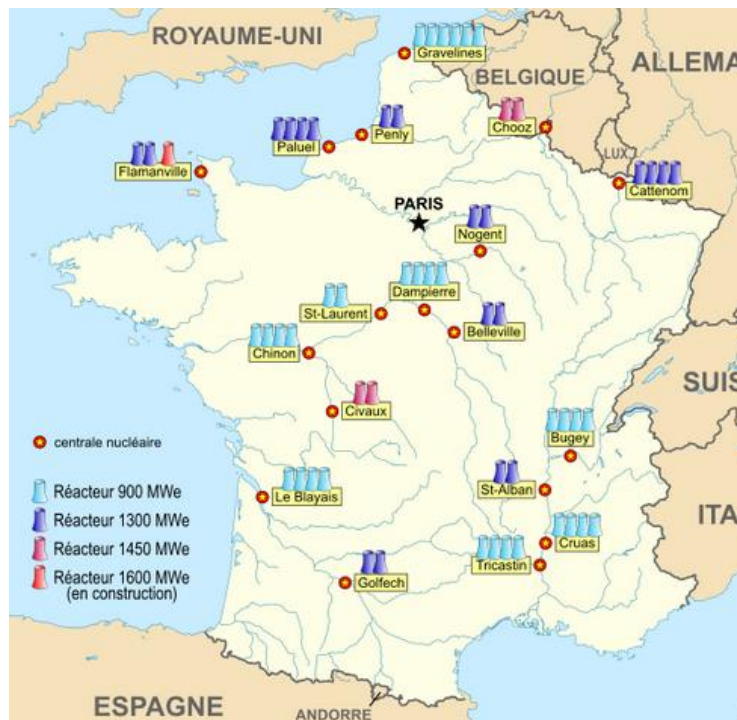 ROYAUME-UNI
Gravelines
BELGIQUE
ALLEMA
Penly
Chooz
Paluel
LUX.
Flamanville
Cattenom
PARIS
Nogent
Dampierre
St-Laurent
Belleville
Chinon
SUIS
Civaux
Bugey
centrale nucléaire
Réacteur 900 MWe
Le Blayais
St-Alban
Réacteur 1300 MWe
ITA
Réacteur 1450 MWe
Cruas
Tricastin
Réacteur 1600 MWe
(en construction)
Golfech
ESPAGNE
ANDORRE